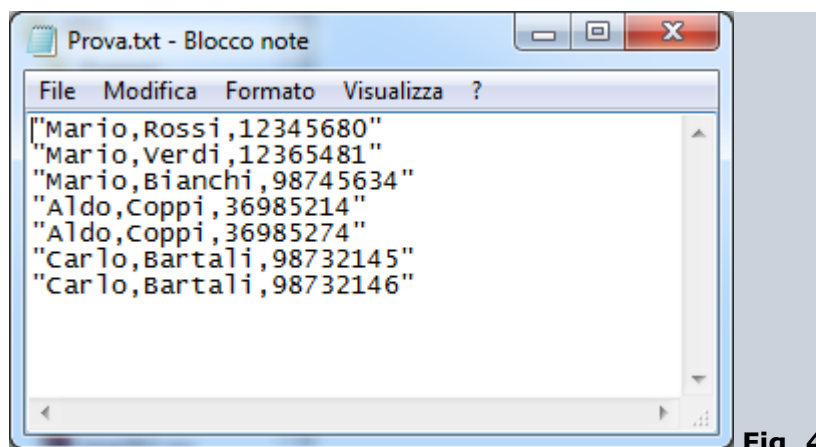 Prova.txt - Blocco note
File Modifica Formato Visualizza ?
"Mario,Rossi,12345680"
"Mario,Verdi,12365481"
"Mario,Bianchi,98745634"
"Aldo,Coppi,36985214"
"Aldo,Coppi,36985274"
"Carlo,Bartali,98732145"
"Carlo,Bartali,98732146"
Fig. 4